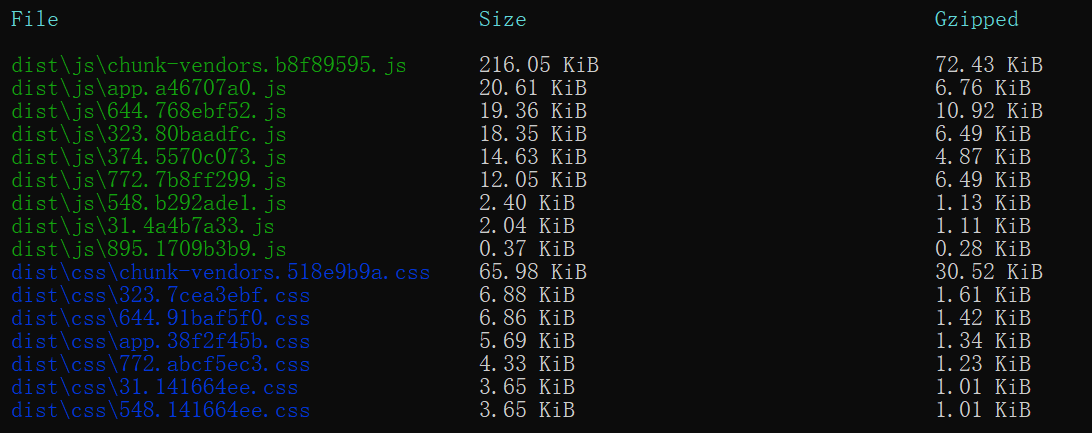 File Size Gzipped
dist\js\chunk-vendors.b8f89595.js 216.05 KiB 72.43 KiB
dist\js\app.a46707a0.js 20.61 KiB 6.76 KiB
dist\js\644.768ebf52.js 19.36 KiB 10.92 KiB
dist\js\323.80baadfc.js 18.35 KiB 6.49 KiB
dist\js\374.5570c073.js 14.63 KiB 4.87 KiB
dist\js\772.7b8ff299.js 12.05 KiB 6.49 KiB
dist\js\548.b292ade1.js 2.40 KiB 1.13 KiB
dist\js\31.4a4b7a33.js 2.04 KiB 1.11 KiB
dist\js\895.1709b3b9.js 0.37 KiB 0.28 KiB
dist\css\chunk-vendors.518e9b9a.css 65.98 KiB 30.52 KiB
dist\css\323.7cea3ebf.css 6.88 KiB 1.61 KiB
dist\css\644.91baf5f0.css 6.86 KiB 1.42 KiB
dist\css\app.38f2f45b.css 5.69 KiB 1.34 KiB
dist\css\772.abcf5ec3.css 4.33 KiB 1.23 KiB
dist\css\31.141664ee.css 3.65 KiB 1.01 KiB
dist\css\548.141664ee.css 3.65 KiB 1.01 KiB